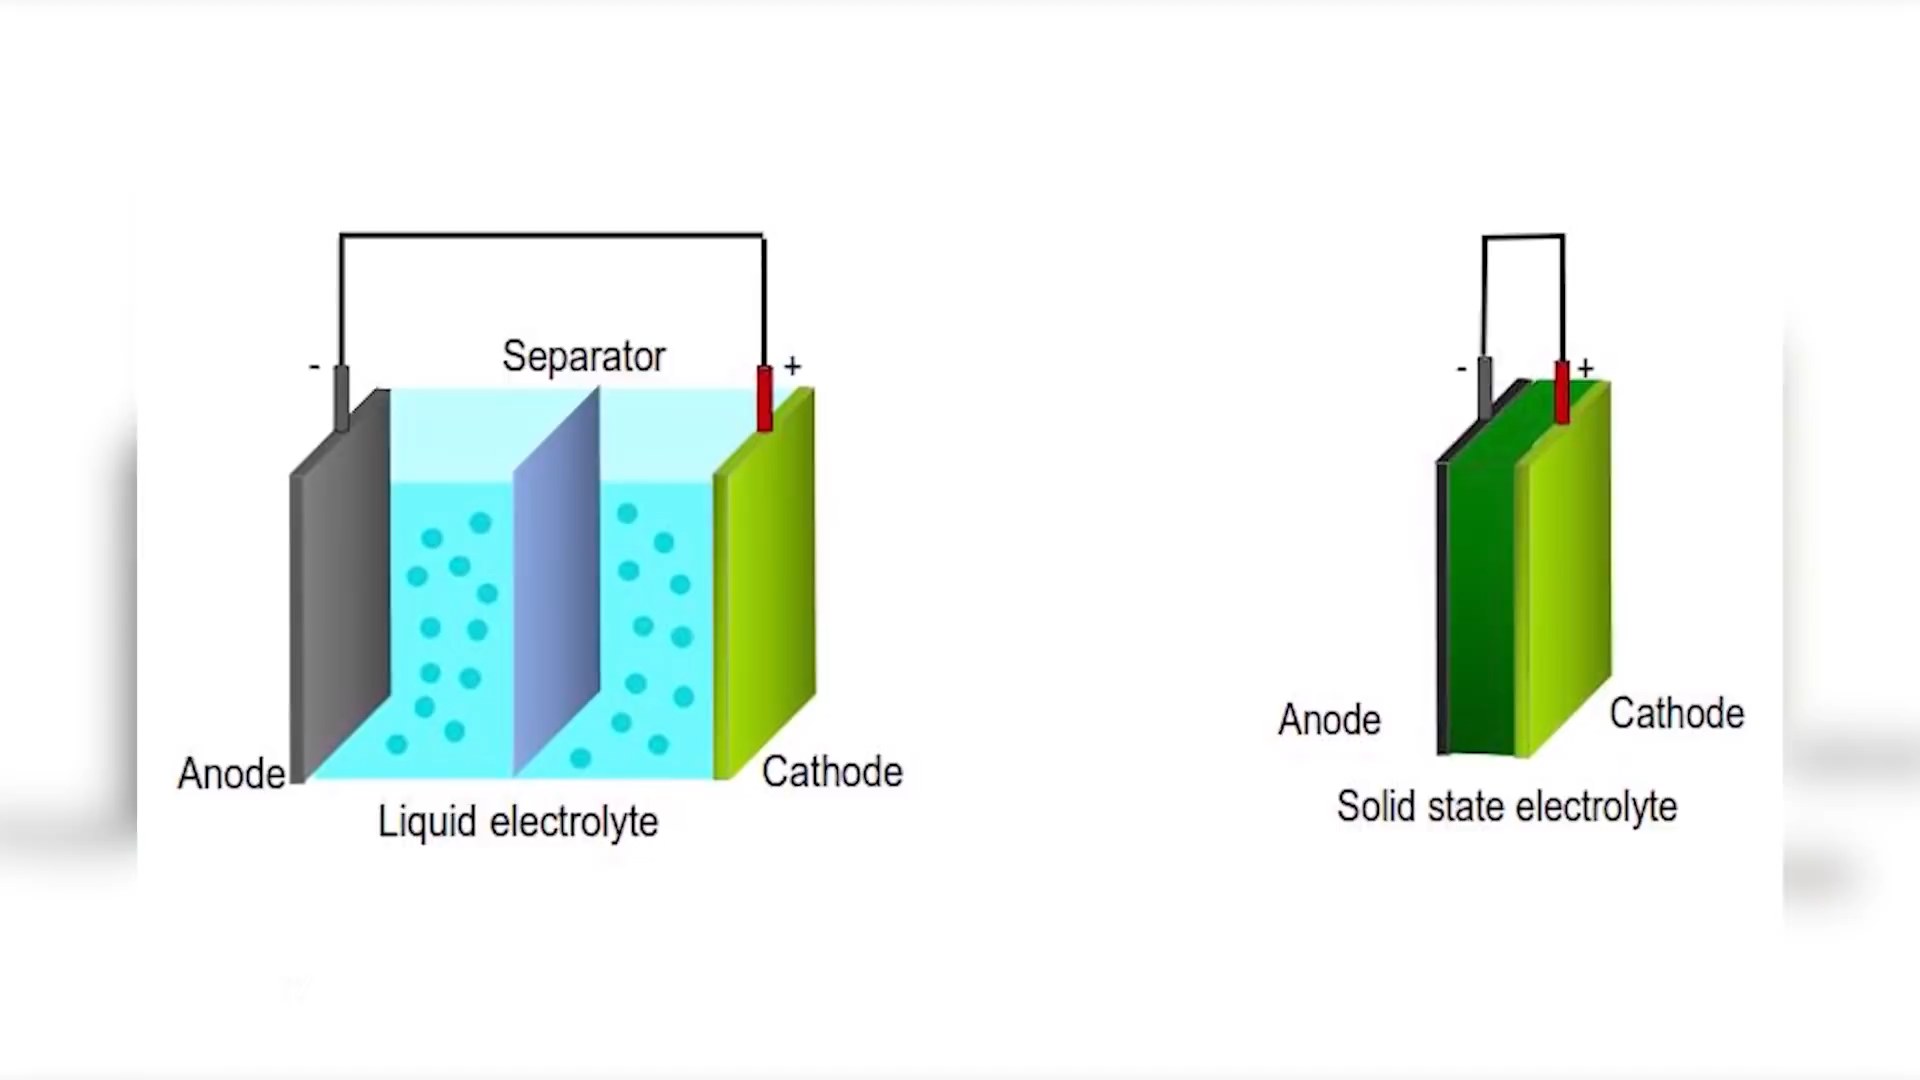 Separator
-
+
Anode
Cathode
Liquid electrolyte
-
+
Anode
Cathode
Solid state electrolyte